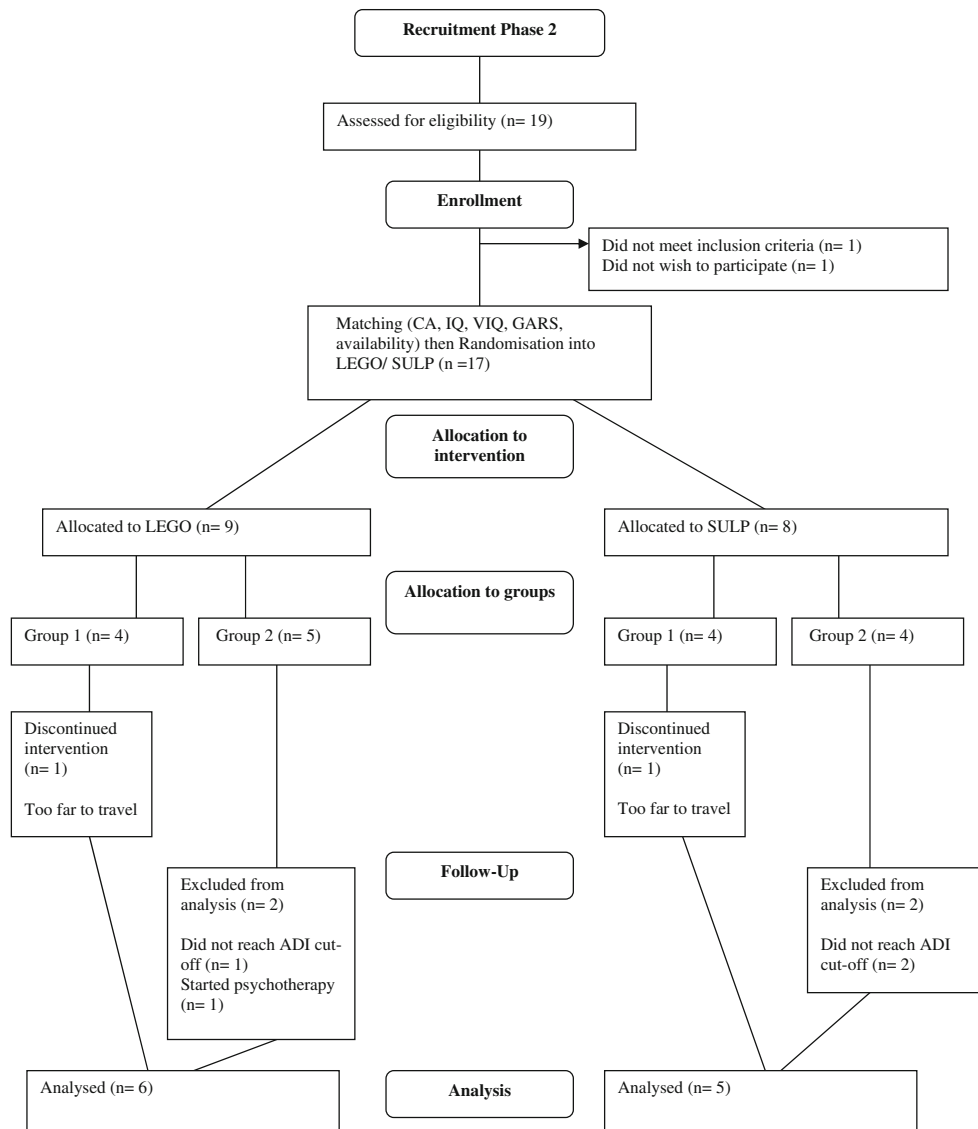 Recruitment Phase 2
Assessed for eligibility (n= 19)
Enrollment
Did not meet inclusion criteria (n= 1)
Did not wish to participate (n= 1)
Matching (CA, IQ, VIQ, GARS,
availability) then Randomisation into
LEGO/ SULP (n =17)
Allocation to
intervention
Allocated to LEGO (n= 9)
Allocated to SULP (n= 8)
Allocation to groups
Group 1 (n= 4)
Group 2 (n= 5)
Group 1 (n= 4)
Group 2 (n= 4)
Discontinued
intervention
(n= 1)
Too far to travel
Discontinued
intervention
(n= 1)
Too far to travel
Follow-Up
Excluded from
analysis (n= 2)
Did not reach ADI cut-
off (n= 1)
Started psychotherapy
(n= 1)
Excluded from
analysis (n= 2)
Did not reach ADI
cut-off (n= 2)
Analysed (n= 6)
Analysis
Analysed (n= 5)